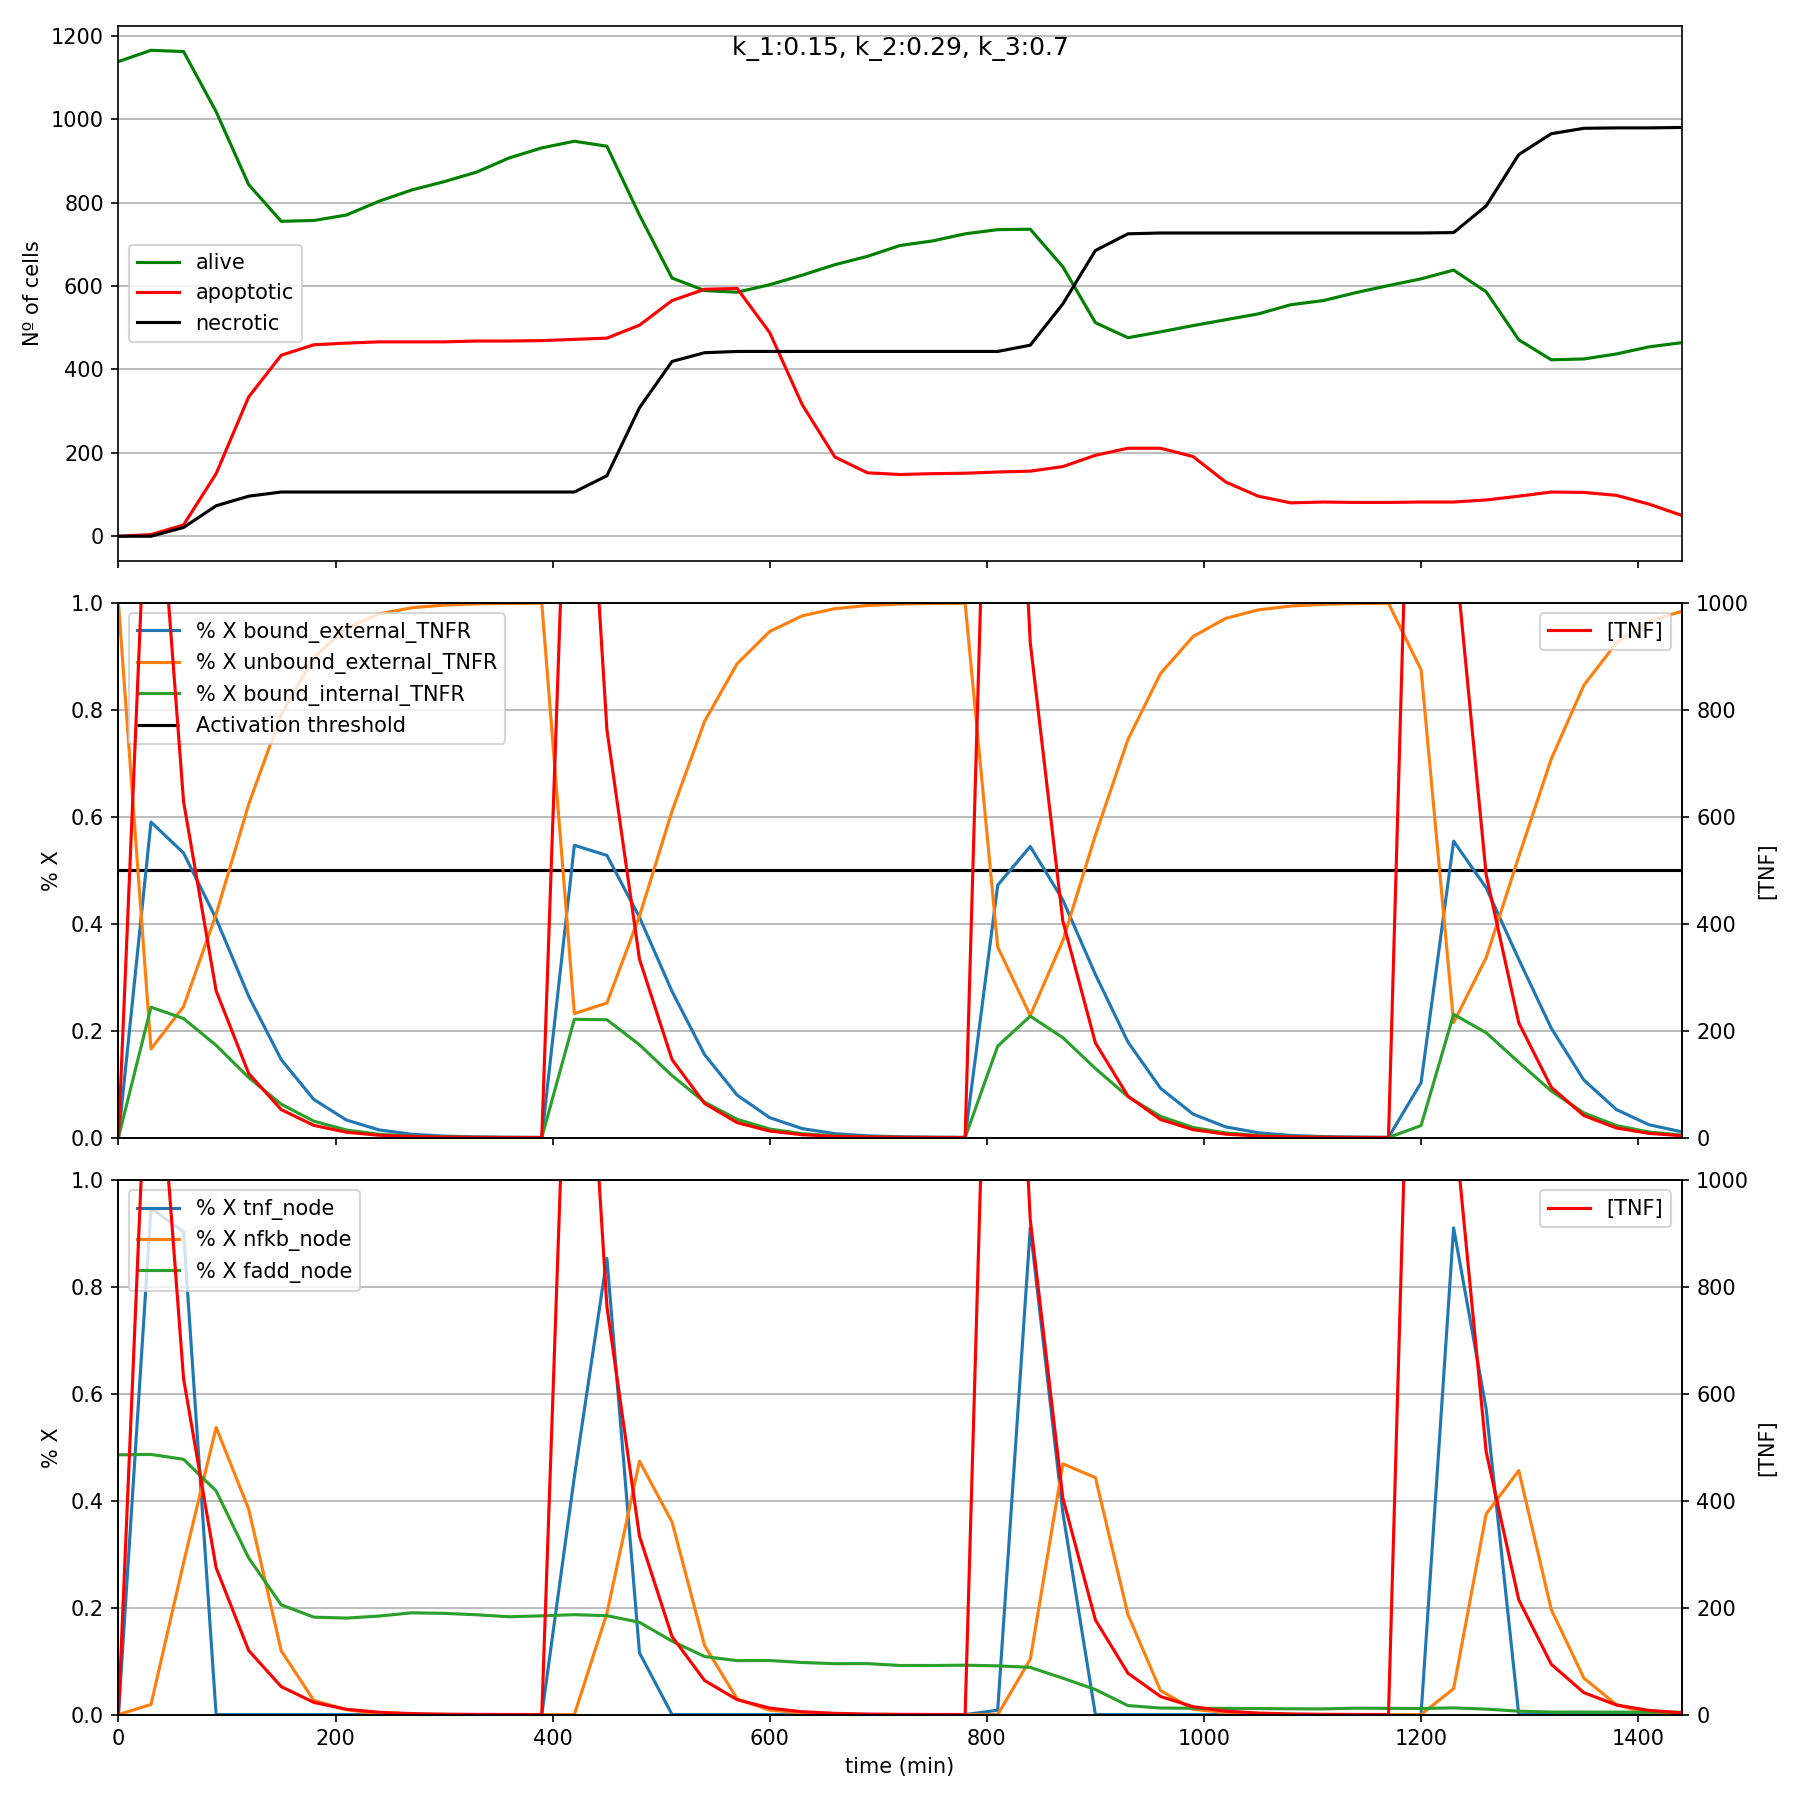 k_1:0.15, k_2:0.29, k_3:0.7
1200
1000
800
600
400
200
0
Nº of cells
alive
apoptotic
necrotic
1.0
0.8
0.6
0.4
0.2
0.0
% X
% X bound_external_TNFR
% X unbound_external_TNFR
% X bound_internal_TNFR
Activation threshold
[TNF]
1000
800
600
400
200
0
[TNF]
1.0
0.8
0.6
0.4
0.2
0.0
% X
% X tnf_node
% X nfkb_node
% X fadd_node
[TNF]
1000
800
600
400
200
0
[TNF]
0 200 400 600 800 1000 1200 1400
time (min)